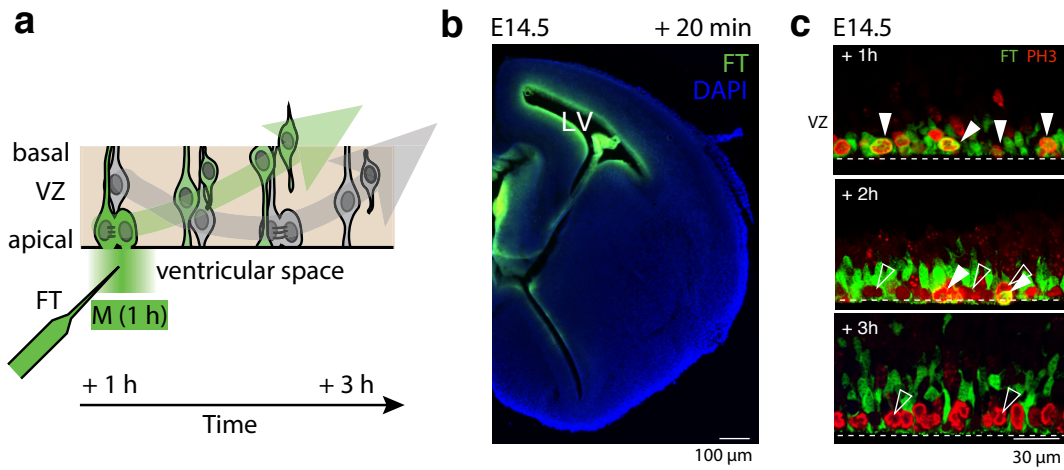 a
basal
VZ
apical
ventricular space
FT
M (1 h)
+ 1 h
+ 3 h
Time
b
E14.5
+ 20 min
FT
DAPI
LV
100 µm
c
E14.5
+ 1h
FT PH3
VZ
+ 2h
+ 3h
30 µm